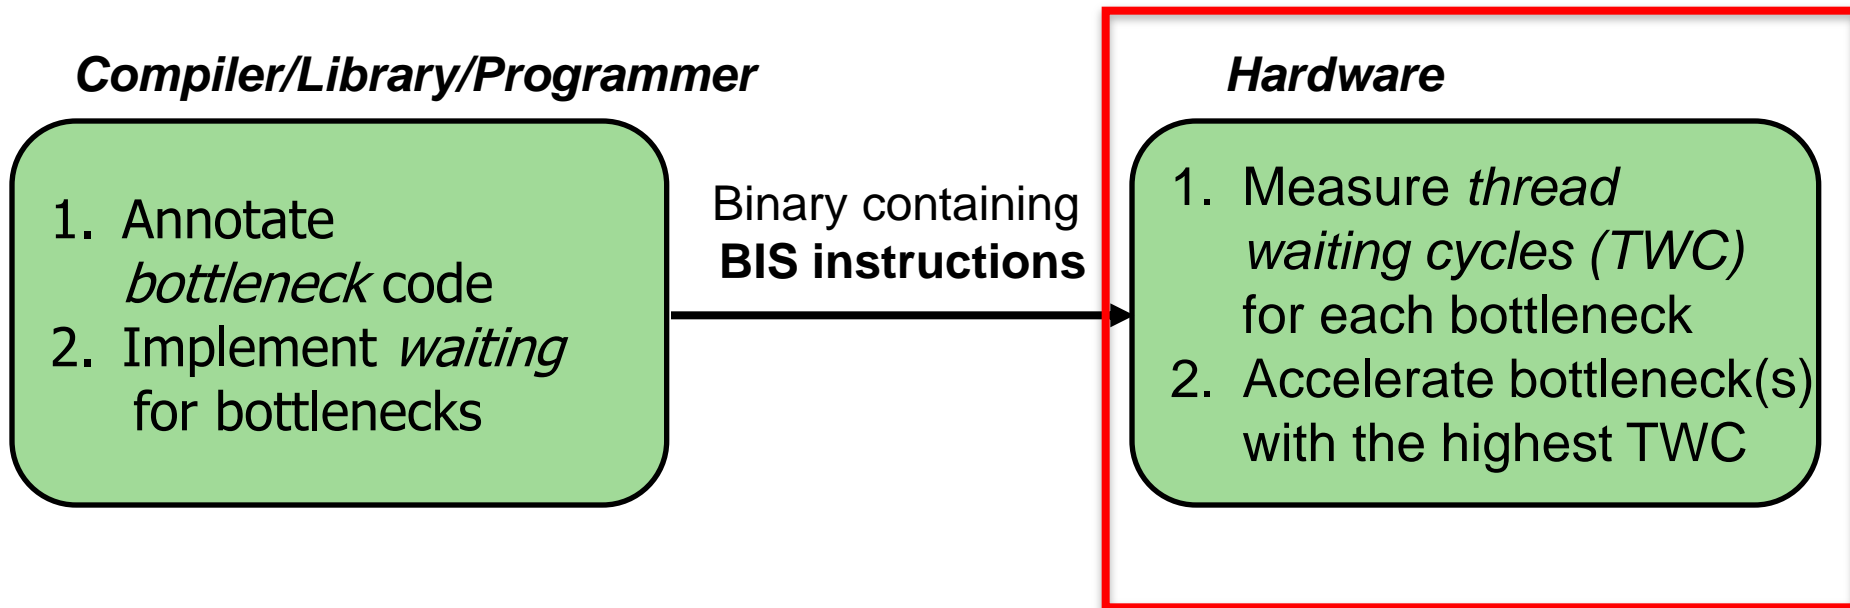 Compiler/Library/Programmer
1. Annotate
bottleneck code
2. Implement waiting
for bottlenecks
Binary containing
BIS instructions
Hardware
1. Measure thread
waiting cycles (TWC)
for each bottleneck
2. Accelerate bottleneck(s)
with the highest TWC